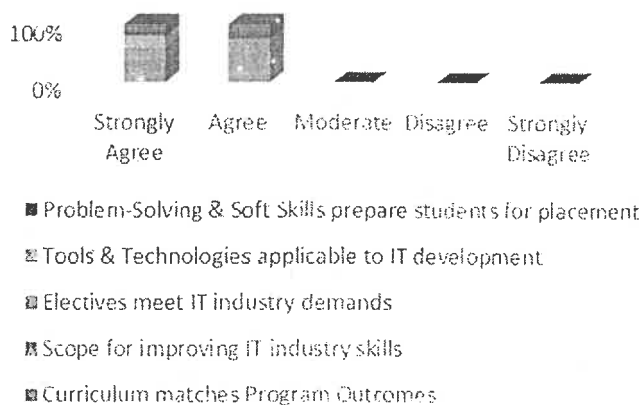 100%
0%
Strongly Agree Moderate Disagree Strongly
Agree Disagree
Problem-Solving & Soft Skills prepare students for placement
Tools & Technologies applicable to IT development
Electives meet IT industry demands
Scope for improving IT industry skills
Curriculum matches Program Outcomes